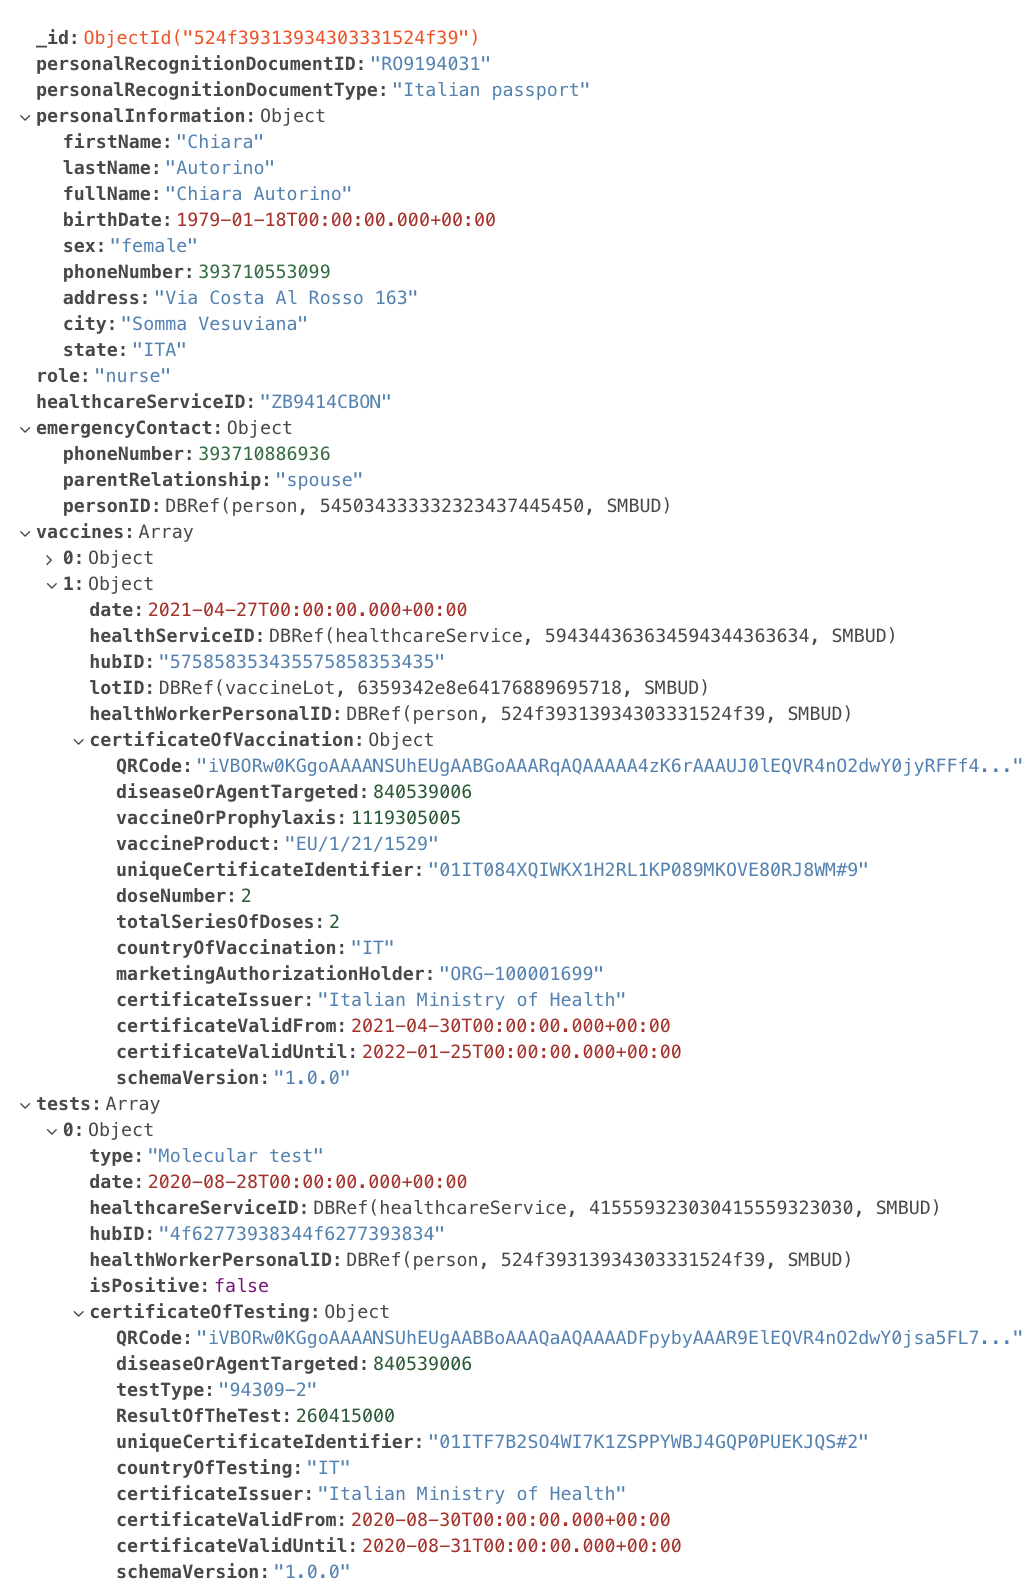 _id: ObjectId("524f39313934303331524f39")
personalRecognitionDocumentID: "RO9194031"
personalRecognitionDocumentType: "Italian passport"
personalInformation: Object
firstName: "Chiara"
lastName: "Autorino"
fullName: "Chiara Autorino"
birthDate: 1979-01-18T00:00:00.000+00:00
sex: "female"
phoneNumber: 393710553099
address: "Via Costa Al Rosso 163"
city: "Somma Vesuviana"
state: "ITA"
role: "nurse"
healthcareServiceID: "ZB9414CBON"
emergencyContact: Object
phoneNumber: 393710886936
parentRelationship: "spouse"
personID: DBRef(person, 545034333332323437445450, SMBUD)
vaccines: Array
0: Object
1: Object
date: 2021-04-27T00:00:00.000+00:00
healthServiceID: DBRef(healthcareService, 594344363634594344363634, SMBUD)
hubID: "575858353435575858353435"
lotID: DBRef(vaccineLot, 6359342e8e64176889695718, SMBUD)
healthWorkerPersonalID: DBRef(person, 524f39313934303331524f39, SMBUD)
certificateOfVaccination: Object
QRCode: "iVBORw0KGgoAAAANSUhEUgAABGoAAARqAQAAAAA4zK6rAAAUJ0lEQVR4nO2dwY0jyRFFf4..."
diseaseOrAgentTargeted: 840539006
vaccineOrProphylaxis: 1119305005
vaccineProduct: "EU/1/21/1529"
uniqueCertificateIdentifier: "01IT084XQIWKX1H2RL1KP089MKOVE80RJ8WM#9"
doseNumber: 2
totalSeriesOfDoses: 2
countryOfVaccination: "IT"
marketingAuthorizationHolder: "ORG-100001699"
certificateIssuer: "Italian Ministry of Health"
certificateValidFrom: 2021-04-30T00:00:00.000+00:00
certificateValidUntil: 2022-01-25T00:00:00.000+00:00
schemaVersion: "1.0.0"
tests: Array
0: Object
type: "Molecular test"
date: 2020-08-28T00:00:00.000+00:00
healthcareServiceID: DBRef(healthcareService, 415559323030415559323030, SMBUD)
hubID: "4f62773938344f6277393834"
healthWorkerPersonalID: DBRef(person, 524f39313934303331524f39, SMBUD)
isPositive: false
certificateOfTesting: Object
QRCode: "iVBORw0KGgoAAAANSUhEUgAABBoAAAQaAQAAAADFpybyAAAR9ElEQVR4nO2dwY0jsa5FL7..."
diseaseOrAgentTargeted: 840539006
testType: "94309-2"
ResultOfTheTest: 260415000
uniqueCertificateIdentifier: "01ITF7B2SO4WI7K1ZSPPYWBJ4GQP0PUEKJQS#2"
countryOfTesting: "IT"
certificateIssuer: "Italian Ministry of Health"
certificateValidFrom: 2020-08-30T00:00:00.000+00:00
certificateValidUntil: 2020-08-31T00:00:00.000+00:00
schemaVersion: "1.0.0"